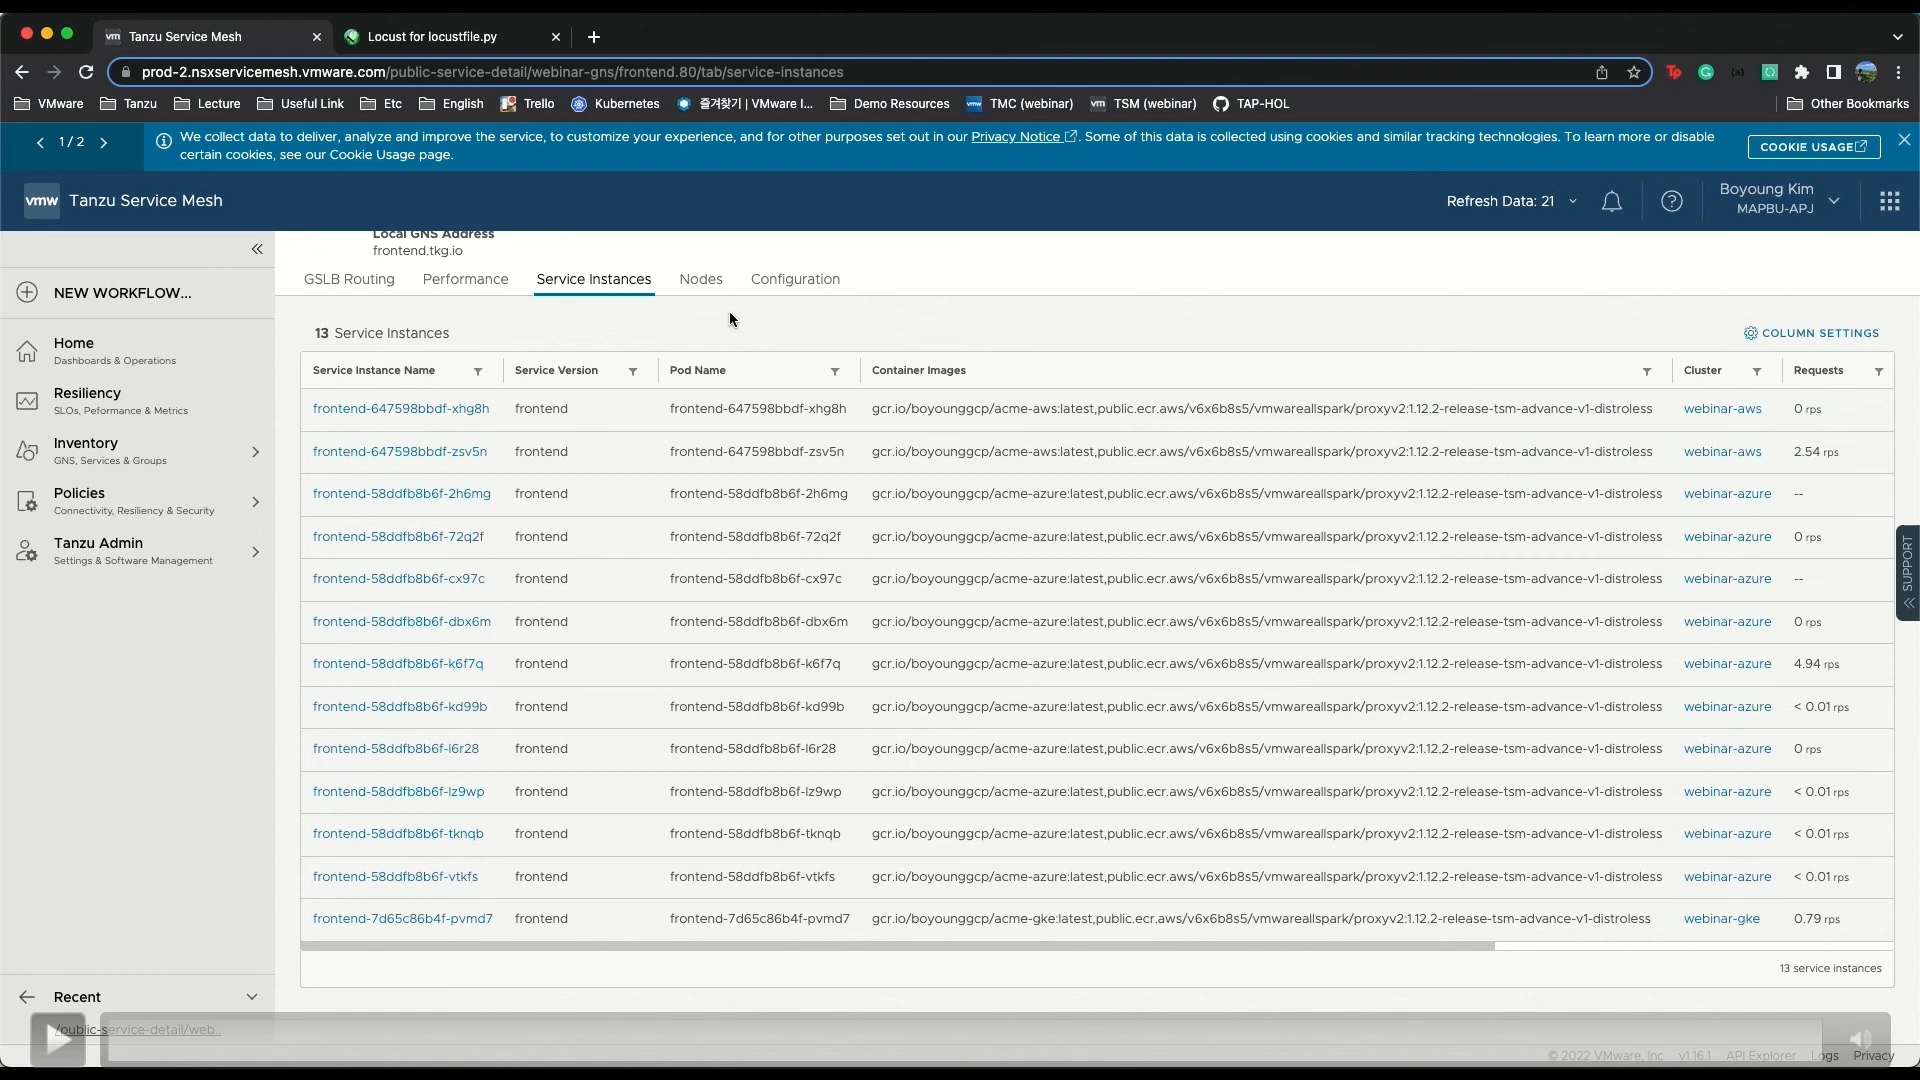 vm Tanzu Service Mesh
Locust for locustfile.py
prod-2.nsxservicemesh.vmware.com/public-service-detail/webinar-gns/frontend.80/tab/service-instances
VMware Tanzu Lecture Useful Link Etc English Trello Kubernetes 즐겨찾기 | VMware I... Demo Resources TMC (webinar) TSM (webinar) TAP-HOL Other Bookmarks
1 / 2
We collect data to deliver, analyze and improve the service, to customize your experience, and for other purposes set out in our Privacy Notice. Some of this data is collected using cookies and similar tracking technologies. To learn more or disable
certain cookies, see our Cookie Usage page.
COOKIE USAGE
vmw Tanzu Service Mesh
Refresh Data: 21
Boyoung Kim
MAPBU-APJ
Local GNS Address
frontend.tkg.io
NEW WORKFLOW...
Home
Dashboards & Operations
Resiliency
SLOs, Peformance & Metrics
Inventory
GNS, Services & Groups
Policies
Connectivity, Resiliency & Security
Tanzu Admin
Settings & Software Management
GSLB Routing Performance Service Instances Nodes Configuration
13 Service Instances
COLUMN SETTINGS
Service Instance Name Service Version Pod Name Container Images Cluster Requests
frontend-647598bbdf-xhg8h frontend frontend-647598bbdf-xhg8h gcr.io/boyounggcp/acme-aws:latest,public.ecr.aws/v6x6b8s5/vmwareallspark/proxyv2:1.12.2-release-tsm-advance-v1-distroless webinar-aws 0 rps
frontend-647598bbdf-zsv5n frontend frontend-647598bbdf-zsv5n gcr.io/boyounggcp/acme-aws:latest,public.ecr.aws/v6x6b8s5/vmwareallspark/proxyv2:1.12.2-release-tsm-advance-v1-distroless webinar-aws 2.54 rps
frontend-58ddfb8b6f-2h6mg frontend frontend-58ddfb8b6f-2h6mg gcr.io/boyounggcp/acme-azure:latest,public.ecr.aws/v6x6b8s5/vmwareallspark/proxyv2:1.12.2-release-tsm-advance-v1-distroless webinar-azure --
frontend-58ddfb8b6f-72q2f frontend frontend-58ddfb8b6f-72q2f gcr.io/boyounggcp/acme-azure:latest,public.ecr.aws/v6x6b8s5/vmwareallspark/proxyv2:1.12.2-release-tsm-advance-v1-distroless webinar-azure 0 rps
frontend-58ddfb8b6f-cx97c frontend frontend-58ddfb8b6f-cx97c gcr.io/boyounggcp/acme-azure:latest,public.ecr.aws/v6x6b8s5/vmwareallspark/proxyv2:1.12.2-release-tsm-advance-v1-distroless webinar-azure --
frontend-58ddfb8b6f-dbx6m frontend frontend-58ddfb8b6f-dbx6m gcr.io/boyounggcp/acme-azure:latest,public.ecr.aws/v6x6b8s5/vmwareallspark/proxyv2:1.12.2-release-tsm-advance-v1-distroless webinar-azure 0 rps
frontend-58ddfb8b6f-k6f7q frontend frontend-58ddfb8b6f-k6f7q gcr.io/boyounggcp/acme-azure:latest,public.ecr.aws/v6x6b8s5/vmwareallspark/proxyv2:1.12.2-release-tsm-advance-v1-distroless webinar-azure 4.94 rps
frontend-58ddfb8b6f-kd99b frontend frontend-58ddfb8b6f-kd99b gcr.io/boyounggcp/acme-azure:latest,public.ecr.aws/v6x6b8s5/vmwareallspark/proxyv2:1.12.2-release-tsm-advance-v1-distroless webinar-azure < 0.01 rps
frontend-58ddfb8b6f-l6r28 frontend frontend-58ddfb8b6f-l6r28 gcr.io/boyounggcp/acme-azure:latest,public.ecr.aws/v6x6b8s5/vmwareallspark/proxyv2:1.12.2-release-tsm-advance-v1-distroless webinar-azure 0 rps
frontend-58ddfb8b6f-lz9wp frontend frontend-58ddfb8b6f-lz9wp gcr.io/boyounggcp/acme-azure:latest,public.ecr.aws/v6x6b8s5/vmwareallspark/proxyv2:1.12.2-release-tsm-advance-v1-distroless webinar-azure < 0.01 rps
frontend-58ddfb8b6f-tknqb frontend frontend-58ddfb8b6f-tknqb gcr.io/boyounggcp/acme-azure:latest,public.ecr.aws/v6x6b8s5/vmwareallspark/proxyv2:1.12.2-release-tsm-advance-v1-distroless webinar-azure < 0.01 rps
frontend-58ddfb8b6f-vtkfs frontend frontend-58ddfb8b6f-vtkfs gcr.io/boyounggcp/acme-azure:latest,public.ecr.aws/v6x6b8s5/vmwareallspark/proxyv2:1.12.2-release-tsm-advance-v1-distroless webinar-azure < 0.01 rps
frontend-7d65c86b4f-pvmd7 frontend frontend-7d65c86b4f-pvmd7 gcr.io/boyounggcp/acme-gke:latest,public.ecr.aws/v6x6b8s5/vmwareallspark/proxyv2:1.12.2-release-tsm-advance-v1-distroless webinar-gke 0.79 rps
13 service instances
SUPPORT
Recent
/public-service-detail/web..
© 2022 VMware, Inc v1.16.1 API Explorer Logs Privacy